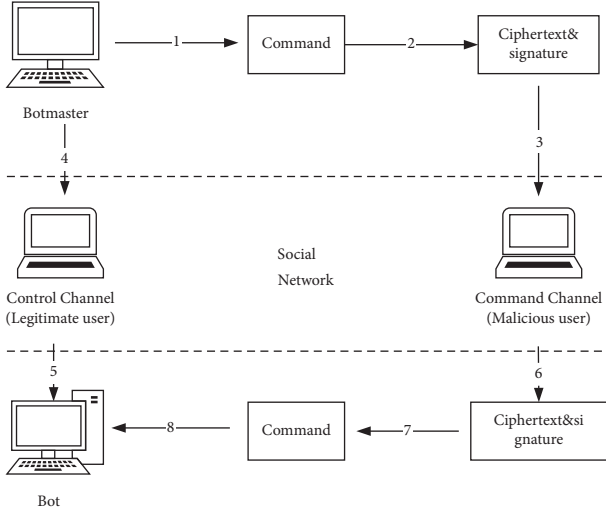 1
Command
2
Ciphertext&
signature
Botmaster
4
3
Social
Network
Control Channel
(Legitimate user)
Command Channel
(Malicious user)
5
6
8
Command
7
Ciphertext&si
gnature
Bot